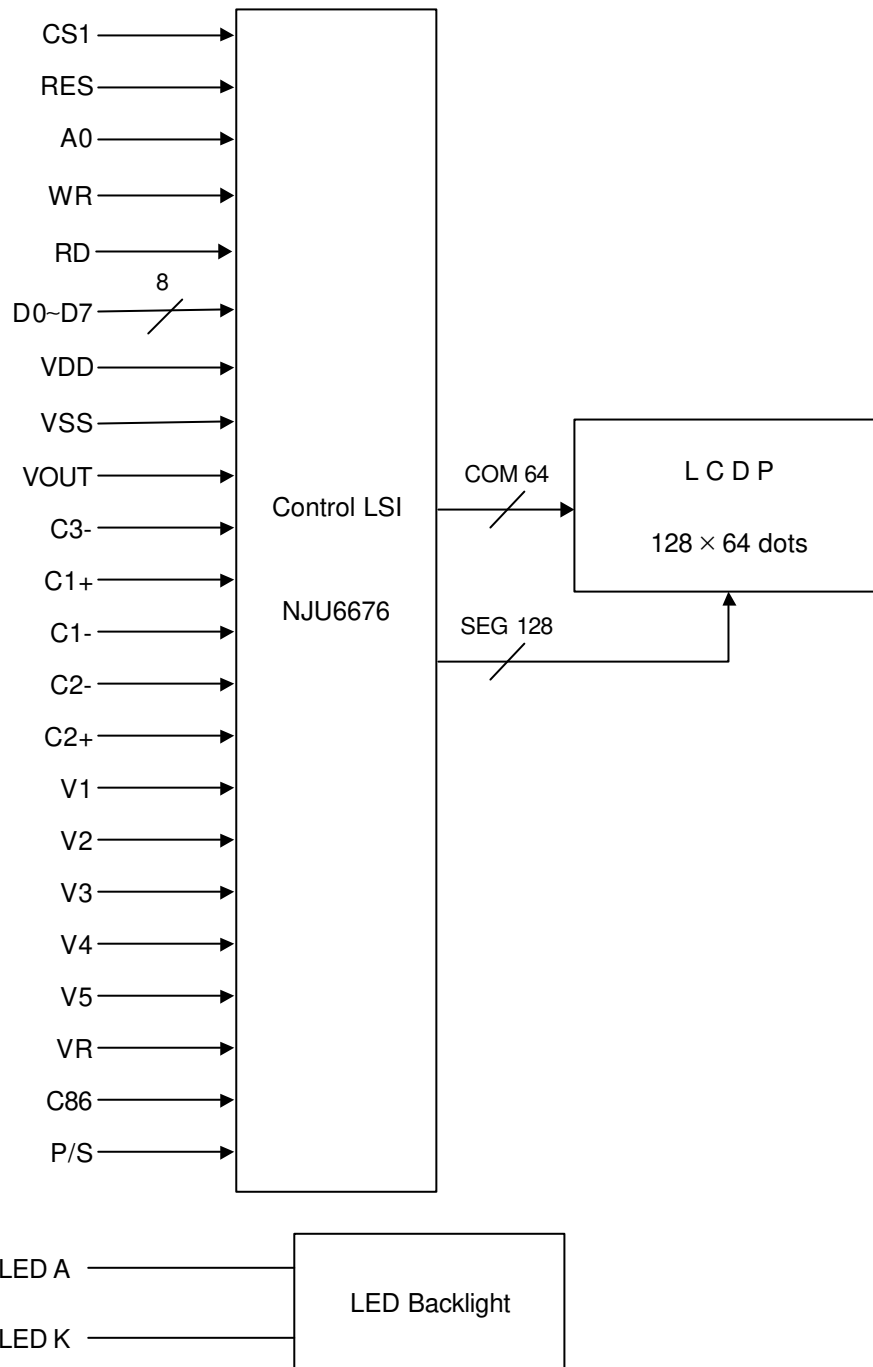 CS1
RES
A0
WR
RD
8
D0~D7
VDD
VSS
VOUT
C3-
C1+
C1-
C2-
C2+
V1
V2
V3
V4
V5
VR
C86
P/S
Control LSI
NJU6676
COM 64
SEG 128
L C D P
128 × 64 dots
LED A
LED K
LED Backlight